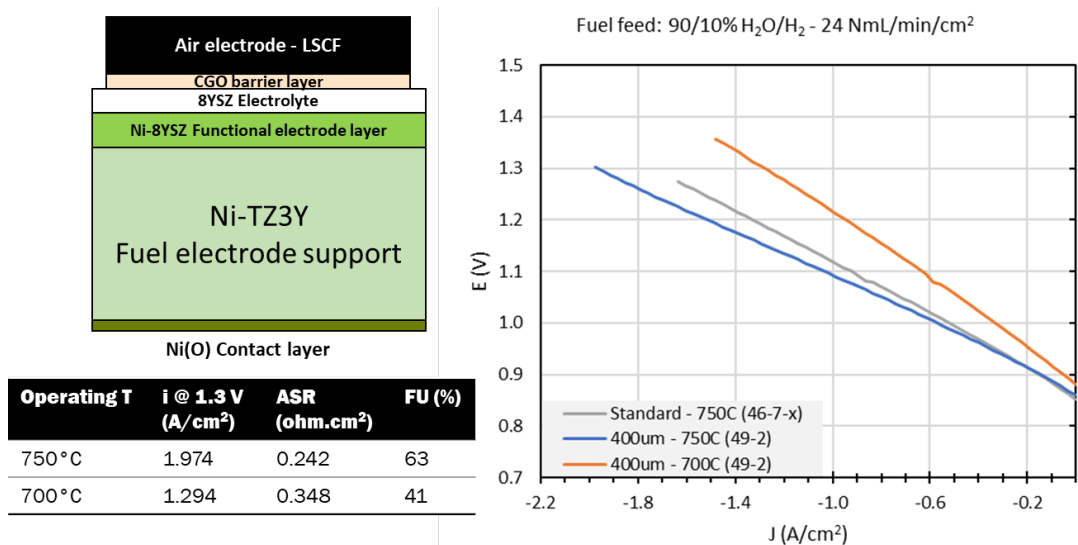 Air electrode - LSCF
CGO barrier layer
8YSZ Electrolyte
Ni-8YSZ Functional electrode layer
Ni-TZ3Y
Fuel electrode support
Ni(O) Contact layer
Operating T i @ 1.3 V ASR FU (%)
(A/cm²) (ohm.cm²)
750°C 1.974 0.242 63
700°C 1.294 0.348 41
Fuel feed: 90/10% H₂O/H₂ - 24 NmL/min/cm²
1.5
1.4
1.3
1.2
1.1
1.0
0.9
0.8
0.7
E (V)
Standard - 750C (46-7-x)
400um - 750C (49-2)
400um - 700C (49-2)
-2.2 -1.8 -1.4 -1.0 -0.6 -0.2
J (A/cm²)